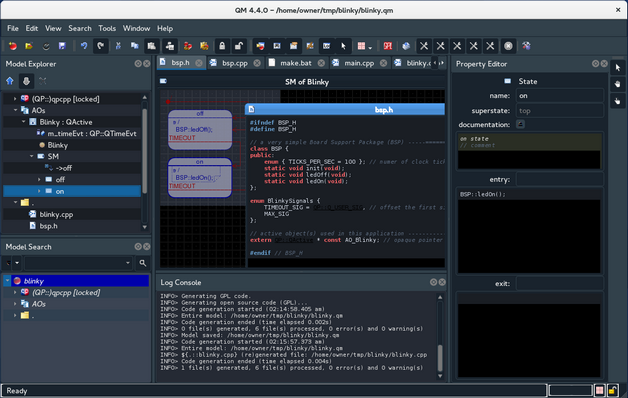 QM 4.4.0 - /home/owner/tmp/blinky/blinky.qm
File Edit View Search Tools Window Help
Model Explorer
(QP::)qpcpp [locked]
AOs
Blinky : QActive
m_timeEvt : QP::QTimeEvt
Blinky
SM
->off
off
on
.
blinky.cpp
bsp.h
Model Search
blinky
(QP::)qpcpp [locked]
AOs
.
bsp.h
bsp.cpp
make.bat
main.cpp
blinky.c
SM of Blinky
off
e /
BSP::ledOff();
TIMEOUT
on
e /
BSP::ledOn();
TIMEOUT
bsp.h
#ifndef BSP_H
#define BSP_H
// a very simple Board Support Package (BSP)
class BSP {
public:
enum { TICKS_PER_SEC = 100 }; // number of clock tick
static void init(void);
static void ledOff(void);
static void ledOn(void);
};
enum BlinkySignals {
TIMEOUT_SIG = , // offset the first
MAX_SIG
};
// active object(s) used in this application
extern * const AO_Blinky; // opaque pointer
#endif // BSP_H
Log Console
INFO> Generating GPL code.
INFO> Generating open source code (GPL)...
INFO> Code generation started (02:14:58.405 am)
INFO> Entire model: /home/owner/tmp/blinky/blinky.qm
INFO> Code generation ended (time elapsed 0.002s)
INFO> 0 file(s) generated, 6 file(s) processed, 0 error(s) and 0 warning(s)
INFO> Model saved: /home/owner/tmp/blinky/blinky.qm
INFO> Code generation started (02:15:57.373 am)
INFO> Entire model: /home/owner/tmp/blinky/blinky.qm
INFO> ${.::blinky.cpp} (re)generated file: /home/owner/tmp/blinky/blinky.cpp
INFO> Code generation ended (time elapsed 0.004s)
INFO> 1 file(s) generated, 6 file(s) processed, 0 error(s) and 0 warning(s)
Property Editor
State
name: on
superstate: top
documentation:
on state
// comment
entry:
BSP::ledOn();
exit:
Ready